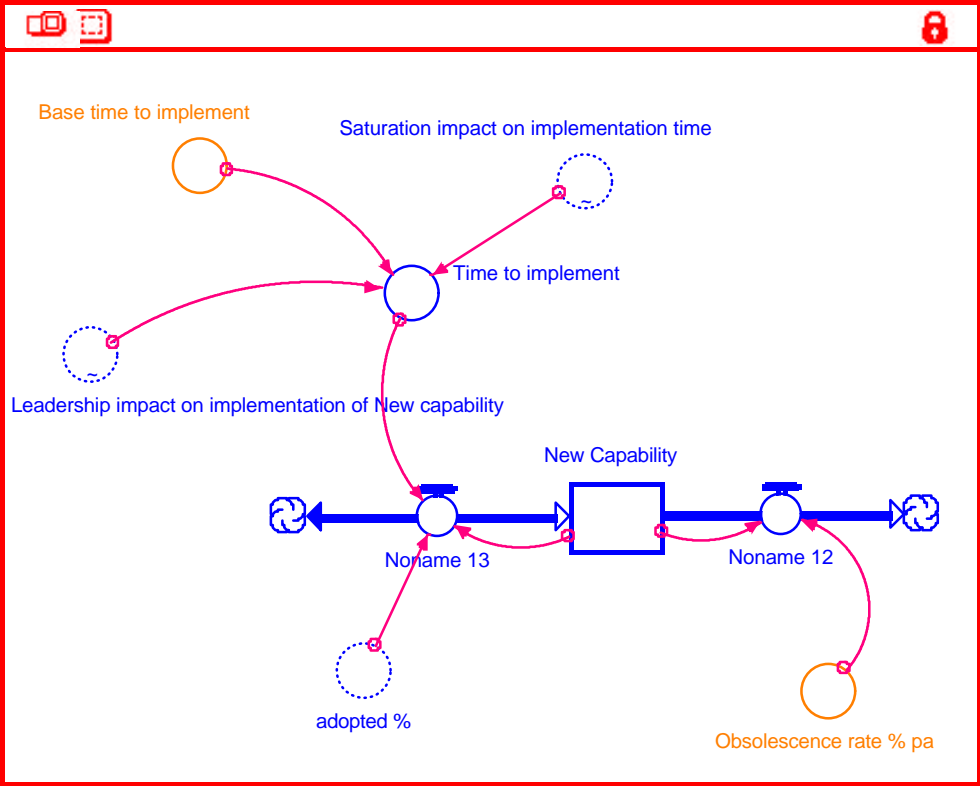 Base time to implement
Saturation impact on implementation time
~
Time to implement
~
Leadership impact on implementation of New capability
New Capability
Noname 13
Noname 12
adopted %
Obsolescence rate % pa